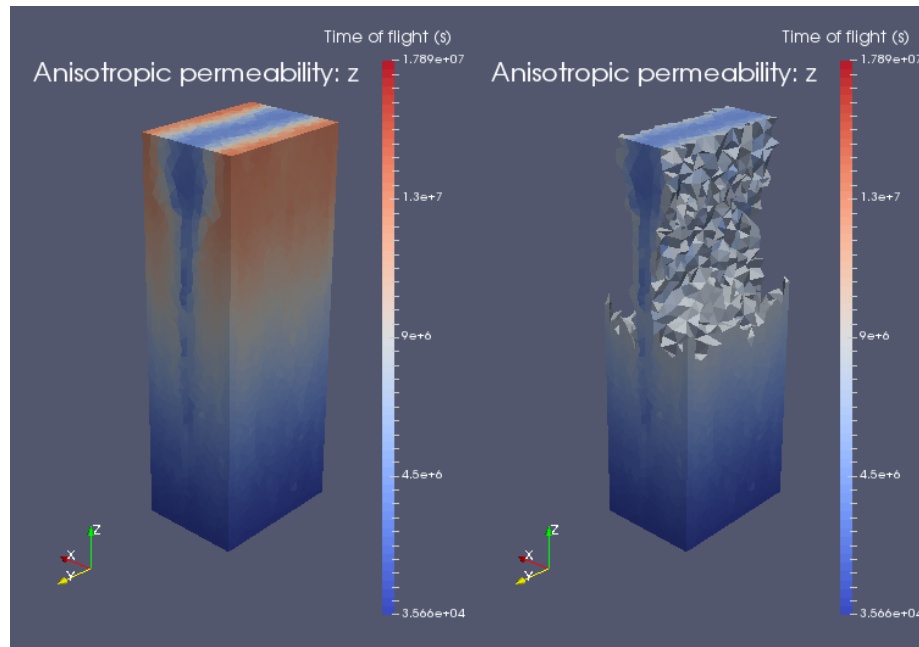 Time of flight (s)
Anisotropic permeability: z
1.789e+07
1.3e+7
9e+6
4.5e+6
3.566e+04
Z
X
Y
Time of flight (s)
Anisotropic permeability: z
1.789e+07
1.3e+7
9e+6
4.5e+6
3.566e+04
Z
X
Y